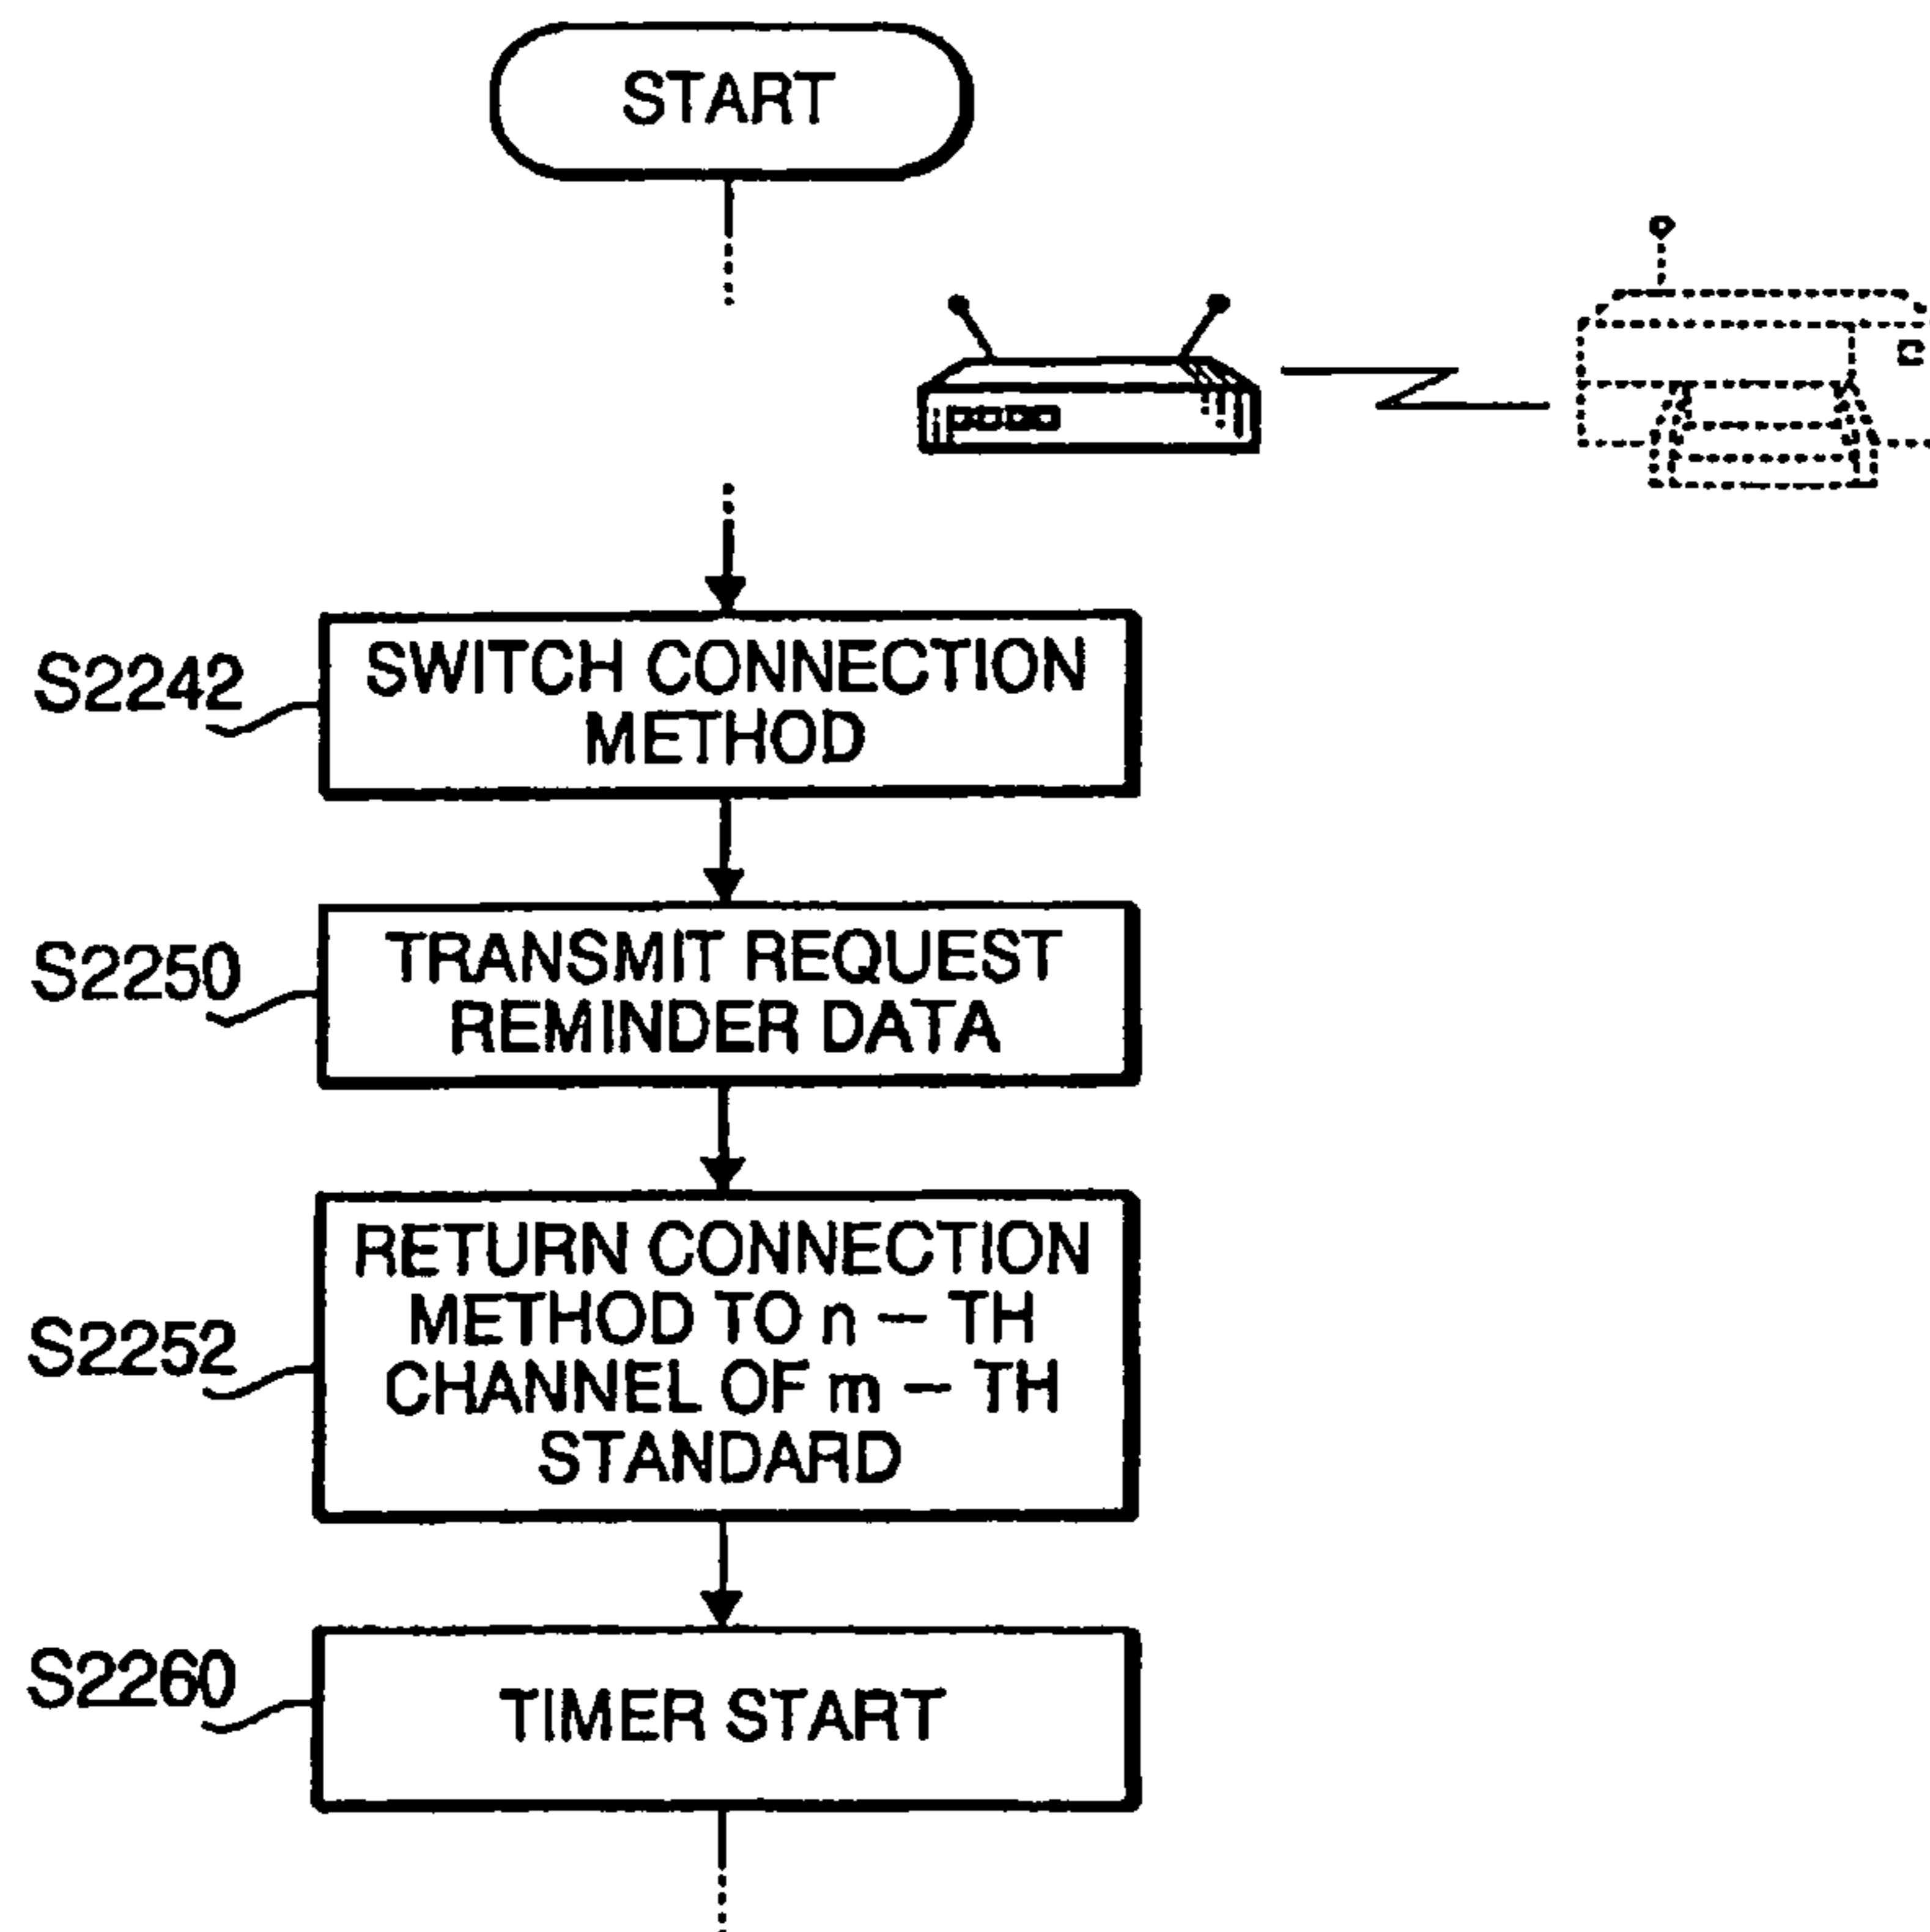 START
S2242
SWITCH CONNECTION
METHOD
S2250
TRANSMIT REQUEST
REMINDER DATA
S2252
RETURN CONNECTION
METHOD TO n — TH
CHANNEL OF m — TH
STANDARD
S2260
TIMER START